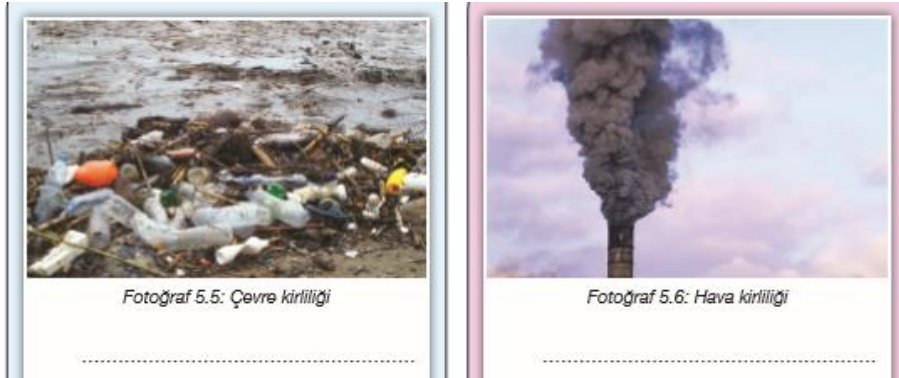 Fotoğraf 5.5: Çevre kirliliği
Fotoğraf 5.6: Hava kirliliği